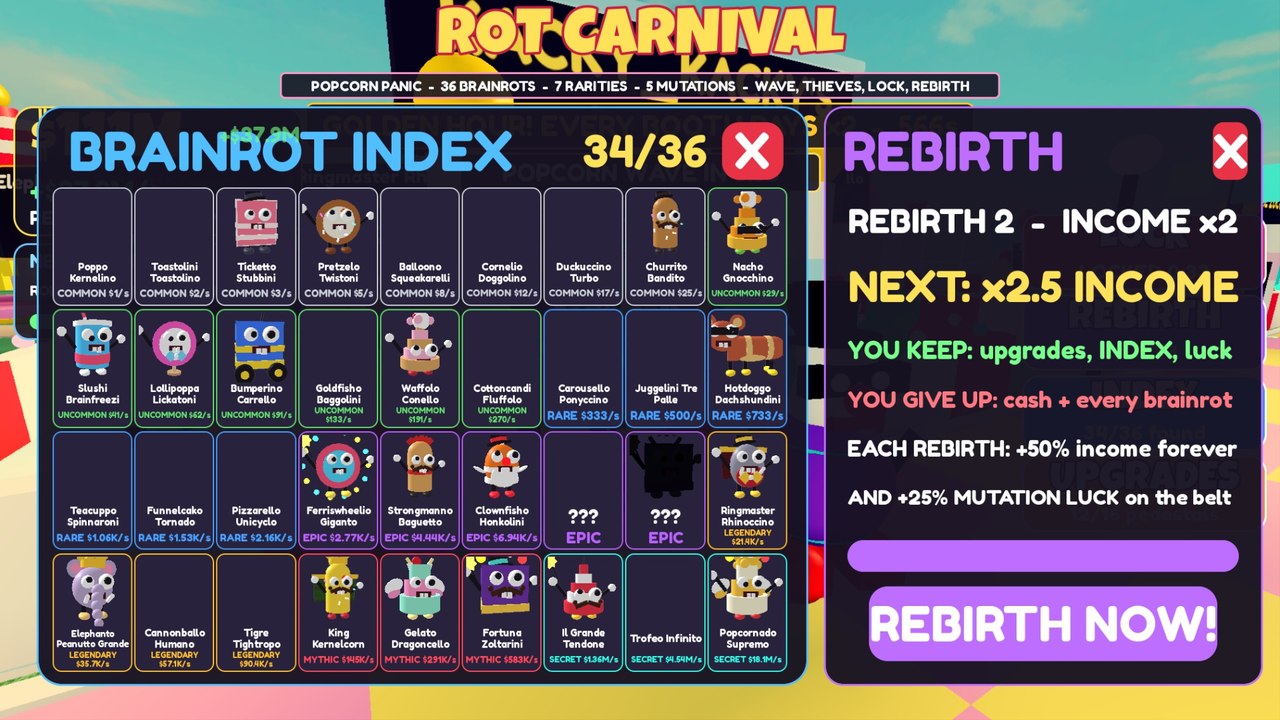 ROT CARNIVAL
POPCORN PANIC - 36 BRAINROTS - 7 RARITIES - 5 MUTATIONS - WAVE, THIEVES, LOCK, REBIRTH
BRAINROT INDEX 34/36 X
Poppo Kernelino
COMMON $1/s
Toastolini Toastolino
COMMON $2/s
Ticketto Stubbini
COMMON $3/s
Pretzelo Twistoni
COMMON $5/s
Balloono Squeakarelli
COMMON $8/s
Cornelio Doggolino
COMMON $12/s
Duckuccino Turbo
COMMON $17/s
Churrito Bandito
COMMON $25/s
Nacho Gnocchino
UNCOMMON $29/s
Slushi Brainfreezi
UNCOMMON $41/s
Lollipoppa Lickatoni
UNCOMMON $62/s
Bumperino Carrello
UNCOMMON $91/s
Goldfisho Baggolini
UNCOMMON $133/s
Waffolo Conello
UNCOMMON $191/s
Cottoncandi Fluffolo
UNCOMMON $270/s
Carousello Ponyccino
RARE $333/s
Juggelini Tre Palle
RARE $500/s
Hotdoggo Dachshundini
RARE $733/s
Teacuppo Spinnaroni
RARE $1.06K/s
Funnelcako Tornado
RARE $1.53K/s
Pizzarello Unicyclo
RARE $2.16K/s
Ferriswheelio Giganto
EPIC $2.77K/s
Strongmanno Baguetto
EPIC $4.44K/s
Clownfisho Honkolini
EPIC $6.94K/s
???
EPIC
???
EPIC
Ringmaster Rhinoccino
LEGENDARY $21.4K/s
Elephanto Peanutto Grande
LEGENDARY $35.7K/s
Cannonballo Humano
LEGENDARY $57.1K/s
Tigre Tightropo
LEGENDARY $90.4K/s
King Kernelcorn
MYTHIC $145K/s
Gelato Dragoncello
MYTHIC $291K/s
Fortuna Zoltarini
MYTHIC $583K/s
Il Grande Tendone
SECRET $1.36M/s
Trofeo Infinito
SECRET $4.54M/s
Popcornado Supremo
SECRET $18.1M/s
REBIRTH X
REBIRTH 2 - INCOME x2
NEXT: x2.5 INCOME
YOU KEEP: upgrades, INDEX, luck
YOU GIVE UP: cash + every brainrot
EACH REBIRTH: +50% income forever
AND +25% MUTATION LUCK on the belt
REBIRTH NOW!